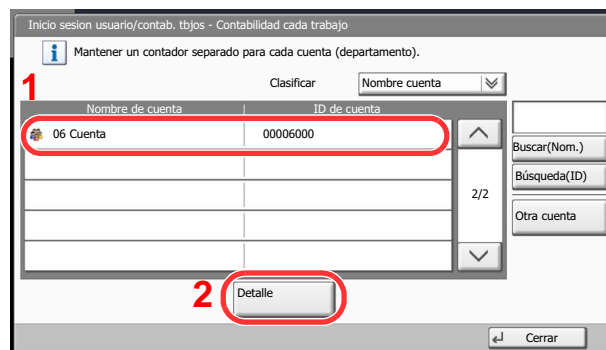 Inicio sesion usuario/contab. tbjos - Contabilidad cada trabajo
Mantener un contador separado para cada cuenta (departamento).
Clasificar Nombre cuenta
1
Nombre de cuenta ID de cuenta
06 Cuenta 00006000
Buscar(Nom.)
Búsqueda(ID)
2/2
Otra cuenta
2 Detalle
Cerrar